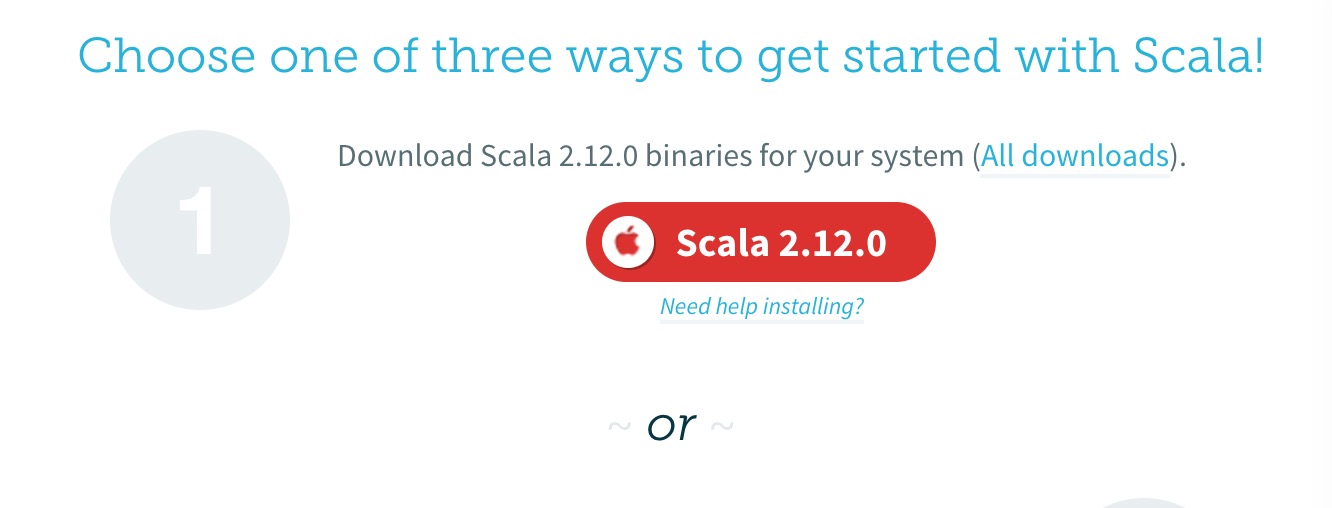 Choose one of three ways to get started with Scala!
1
Download Scala 2.12.0 binaries for your system (All downloads).
Scala 2.12.0
Need help installing?
~ or ~